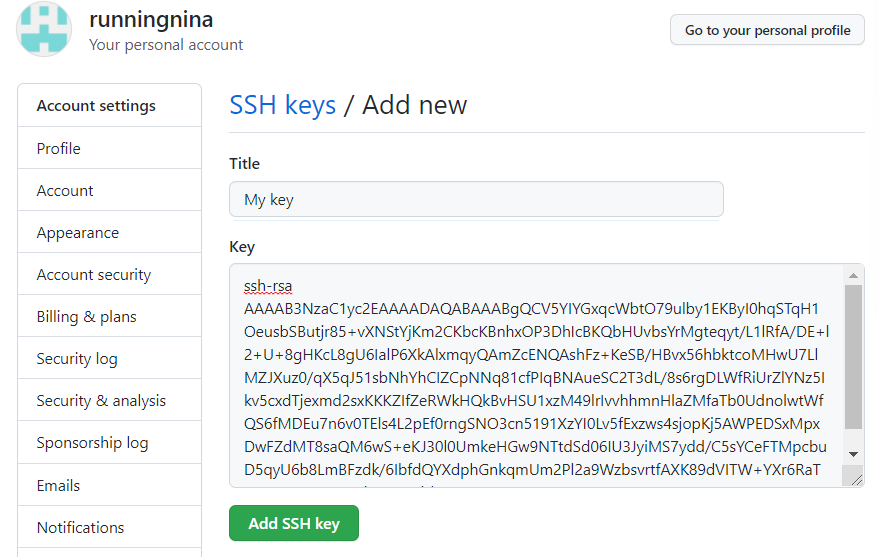 runningnina
Your personal account
Go to your personal profile
Account settings
Profile
Account
Appearance
Account security
Billing & plans
Security log
Security & analysis
Sponsorship log
Emails
Notifications
SSH keys / Add new
Title
My key
Key
ssh-rsa
AAAAB3NzaC1yc2EAAAADAQABAAABgQCV5YIYGxqcWbtO79ulby1EKByI0hqSTqH1
OeusbSButjr85+vXNStYjKm2CKbcKBnhxOP3DhIcBKQbHUvbsYrMgteqyt/L1lRfA/DE+l
2+U+8gHKcL8gU6IalP6XkAlxmqyQAmZcENQAshFz+KeSB/HBvx56hbktcoMHwU7Ll
MZJXuz0/qX5qJ51sbNhYhClZCpNNq81cfPIqBNAueSC2T3dL/8s6rgDLWfRiUrZlYNz5I
kv5cxdTjexmd2sxKKKZIfZeRWkHQkBvHSU1xzM49lrIvvhhmnHlaZMfaTb0UdnolwtWf
QS6fMDEu7n6v0TEls4L2pEf0rngSNO3cn5191XzYI0Lv5fExzws4sjopKj5AWPEDSxMpx
DwFZdMT8saQM6wS+eKJ30l0UmkeHGw9NTtdSd06IU3JyiMS7ydd/C5sYCeFTMpcbu
D5qyU6b8LmBFzdk/6IbfdQYXdphGnkqmUm2Pl2a9WzbsvrtfAXK89dVITW+YXr6RaT
Add SSH key